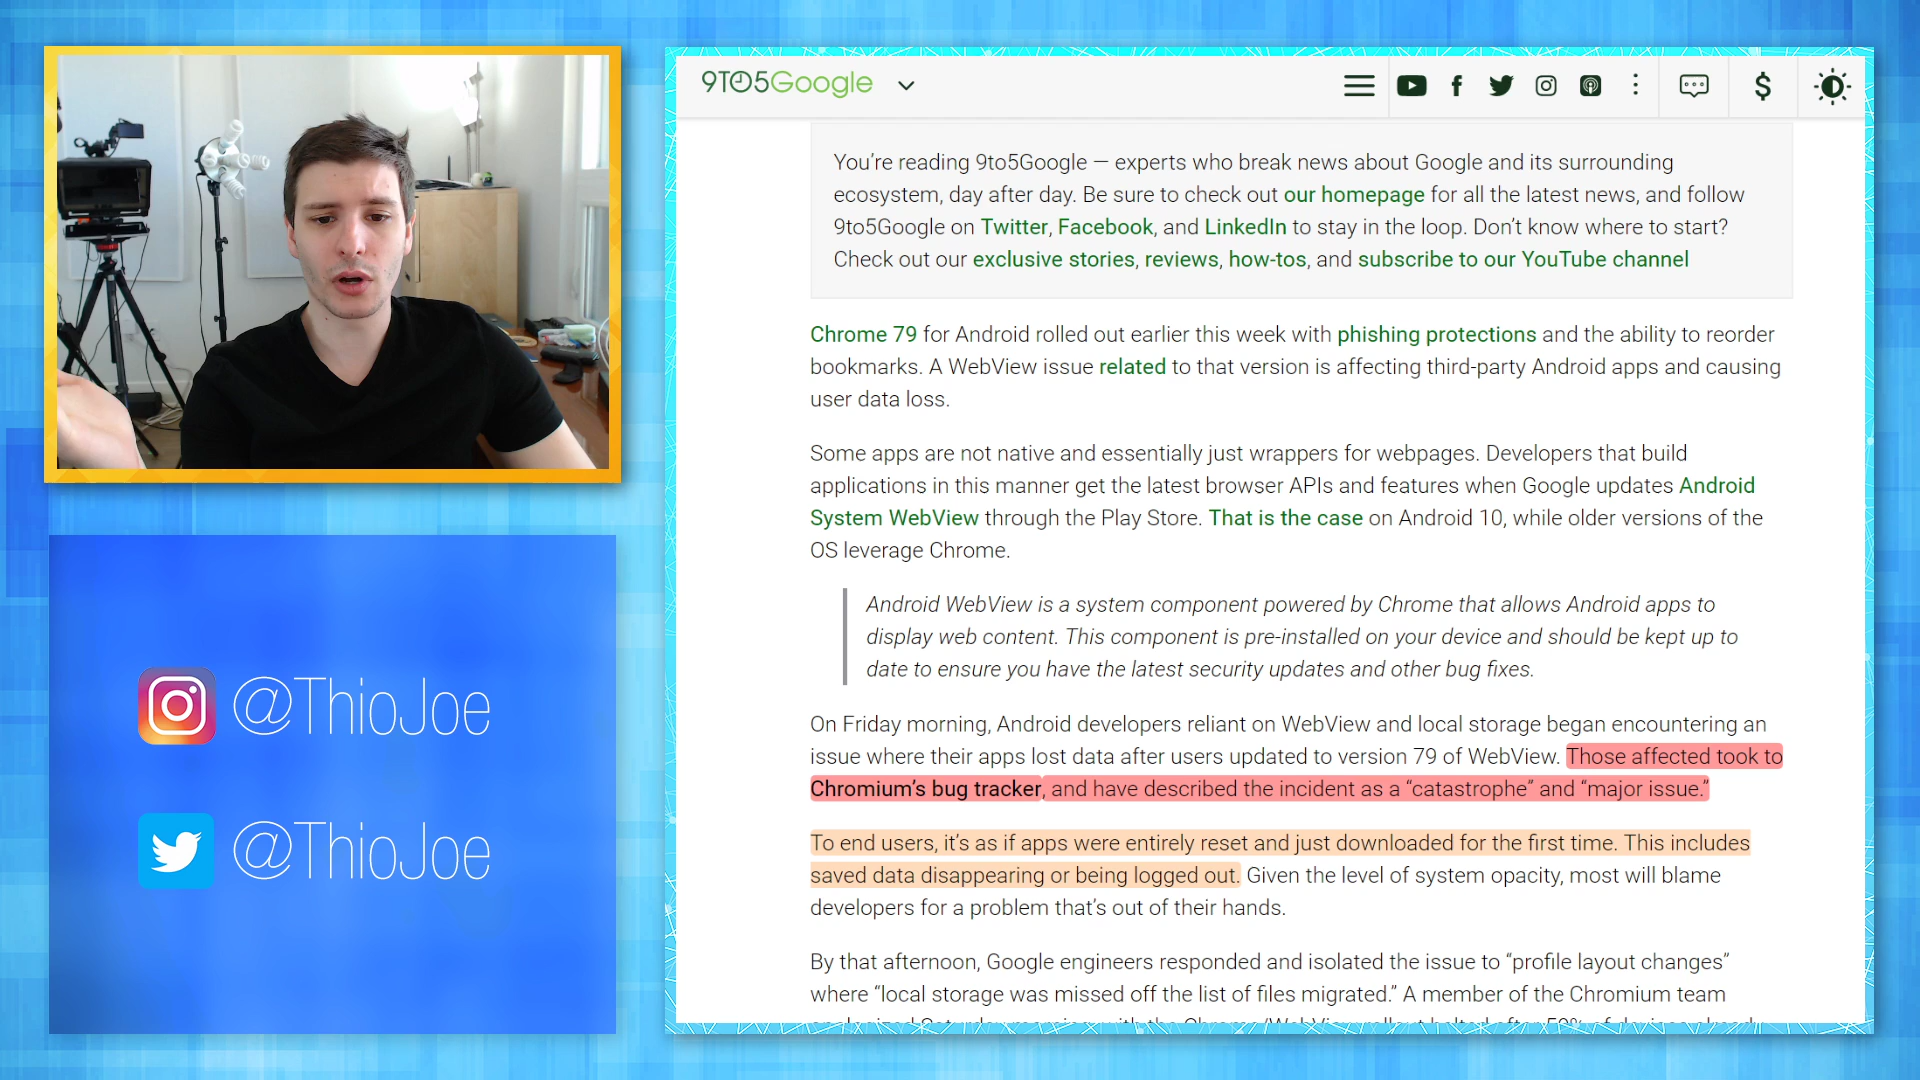 9TO5Google
You’re reading 9to5Google — experts who break news about Google and its surrounding
ecosystem, day after day. Be sure to check out our homepage for all the latest news, and follow
9to5Google on Twitter, Facebook, and LinkedIn to stay in the loop. Don’t know where to start?
Check out our exclusive stories, reviews, how-tos, and subscribe to our YouTube channel
Chrome 79 for Android rolled out earlier this week with phishing protections and the ability to reorder
bookmarks. A WebView issue related to that version is affecting third-party Android apps and causing
user data loss.
Some apps are not native and essentially just wrappers for webpages. Developers that build
applications in this manner get the latest browser APIs and features when Google updates Android
System WebView through the Play Store. That is the case on Android 10, while older versions of the
OS leverage Chrome.
Android WebView is a system component powered by Chrome that allows Android apps to
display web content. This component is pre-installed on your device and should be kept up to
date to ensure you have the latest security updates and other bug fixes.
On Friday morning, Android developers reliant on WebView and local storage began encountering an
issue where their apps lost data after users updated to version 79 of WebView. Those affected took to
Chromium’s bug tracker, and have described the incident as a “catastrophe” and “major issue.”
To end users, it’s as if apps were entirely reset and just downloaded for the first time. This includes
saved data disappearing or being logged out. Given the level of system opacity, most will blame
developers for a problem that’s out of their hands.
By that afternoon, Google engineers responded and isolated the issue to “profile layout changes”
where “local storage was missed off the list of files migrated.” A member of the Chromium team
@ThioJoe
@ThioJoe